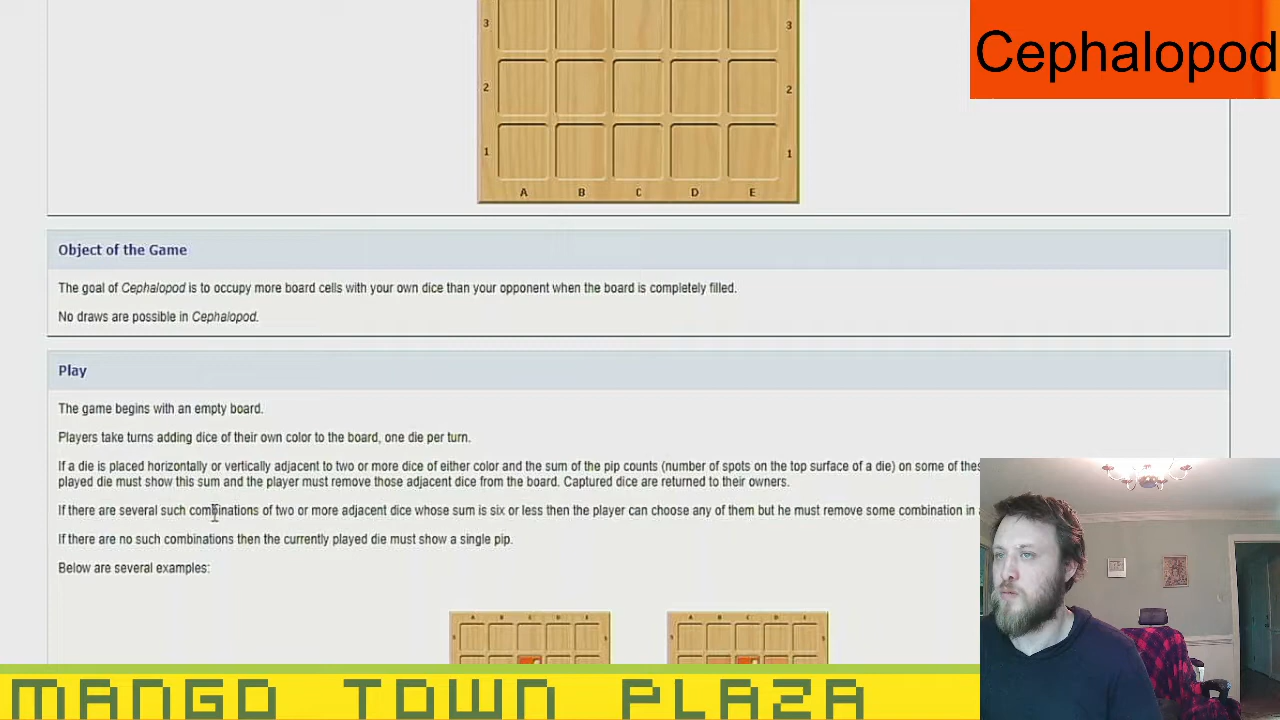 Cephalopod
3 3
2 2
1 1
A B C D E
Object of the Game
The goal of Cephalopod is to occupy more board cells with your own dice than your opponent when the board is completely filled.
No draws are possible in Cephalopod.
Play
The game begins with an empty board.
Players take turns adding dice of their own color to the board, one die per turn.
If a die is placed horizontally or vertically adjacent to two or more dice of either color and the sum of the pip counts (number of spots on the top surface of a die) on some of
played die must show this sum and the player must remove those adjacent dice from the board. Captured dice are returned to their owners.
If there are several such combinations of two or more adjacent dice whose sum is six or less then the player can choose any of them but he must remove some combination in
If there are no such combinations then the currently played die must show a single pip.
Below are several examples:
A B C D E A B C D E
MANGO TOWN PLAZA